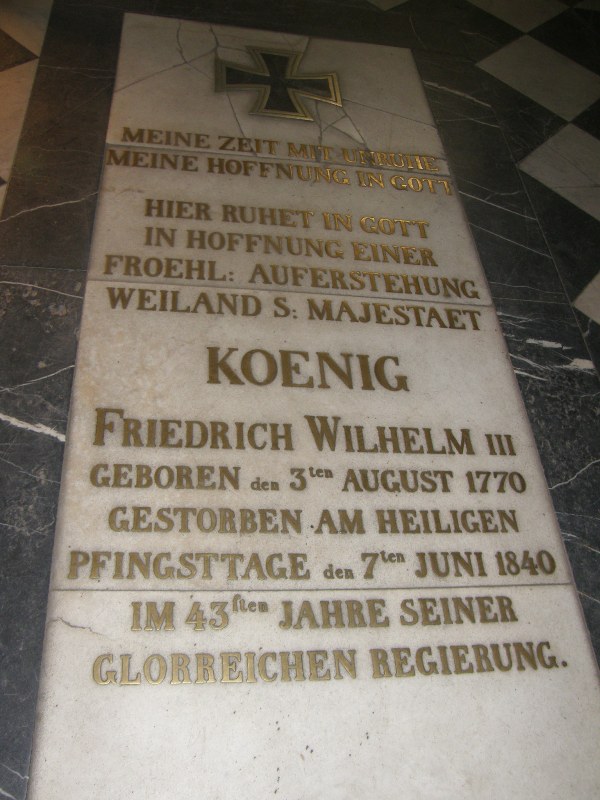 MEINE ZEIT MIT UNRUHE
MEINE HOFFNUNG IN GOTT
HIER RUHET IN GOTT
IN HOFFNUNG EINER
FROEHL: AUFERSTEHUNG
WEILAND S: MAJESTAET
KOENIG
FRIEDRICH WILHELM III
GEBOREN den 3ten AUGUST 1770
GESTORBEN AM HEILIGEN
PFINGSTTAGE den 7ten JUNI 1840
IM 43ſten JAHRE SEINER
GLORREICHEN REGIERUNG.